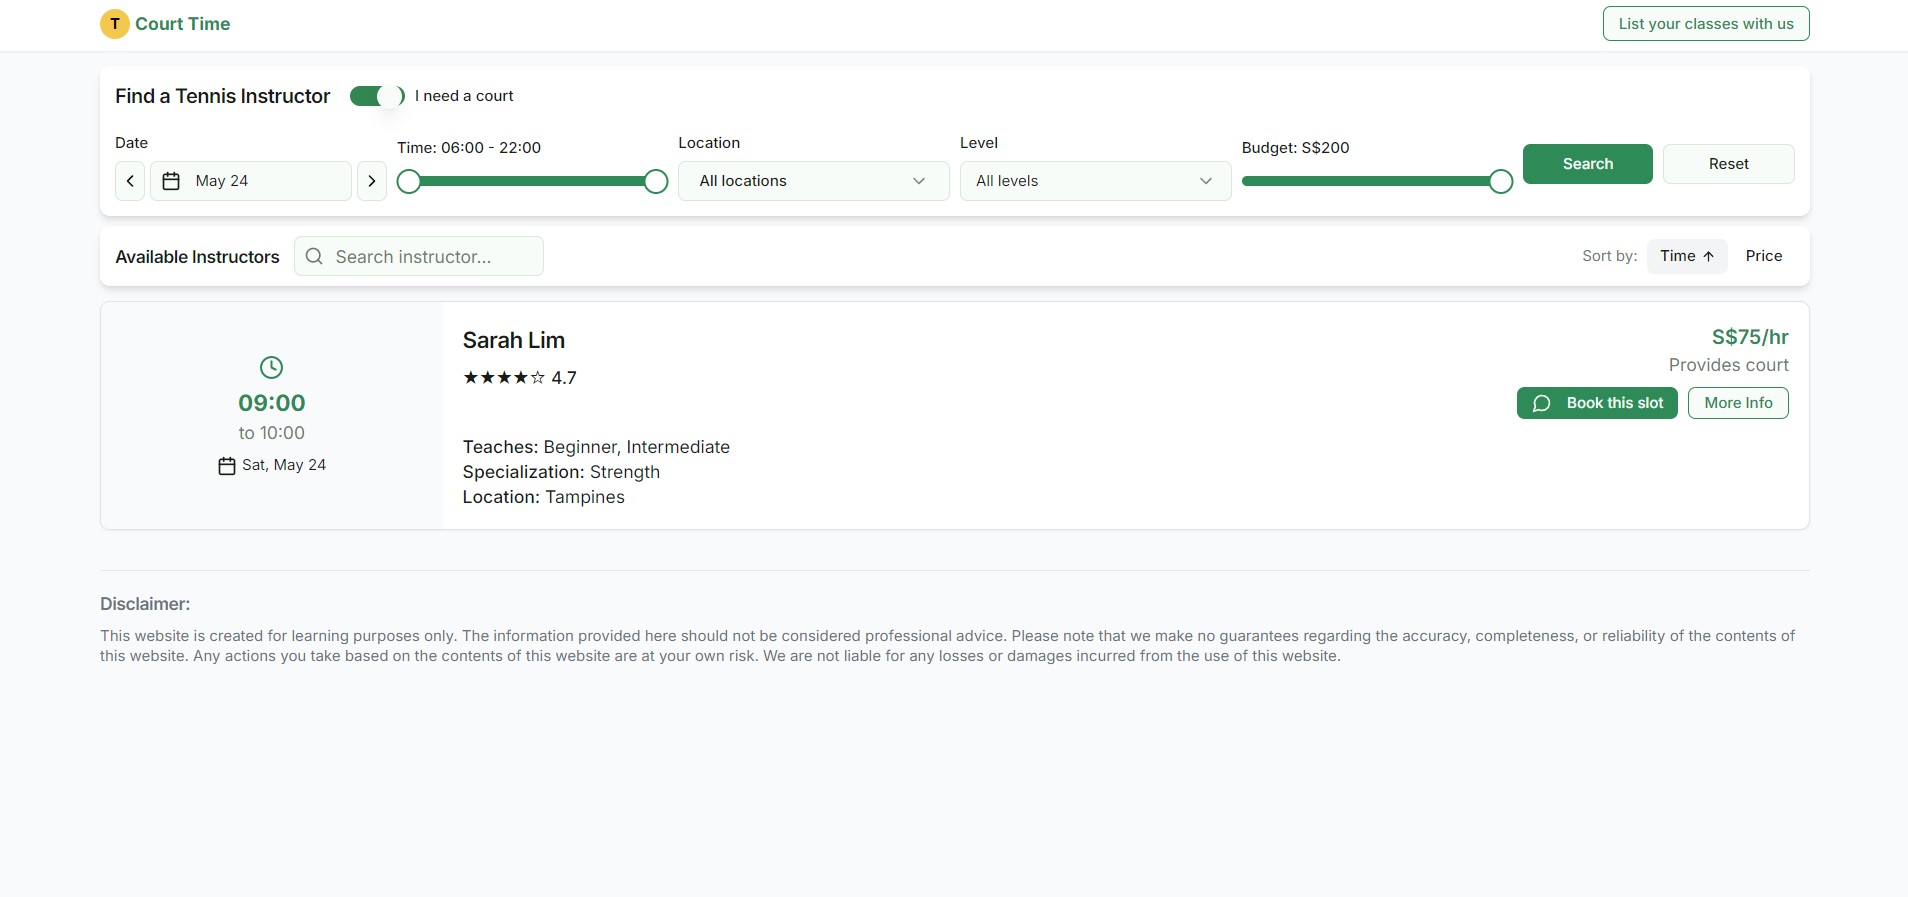 T Court Time
List your classes with us
Find a Tennis Instructor
I need a court
Date
Time: 06:00 - 22:00
Location
Level
Budget: S$200
May 24
All locations
All levels
Search
Reset
Available Instructors
Search instructor...
Sort by:
Time ↑
Price
09:00
to 10:00
Sat, May 24
Sarah Lim
★★★★☆ 4.7
Teaches: Beginner, Intermediate
Specialization: Strength
Location: Tampines
S$75/hr
Provides court
Book this slot
More Info
Disclaimer:
This website is created for learning purposes only. The information provided here should not be considered professional advice. Please note that we make no guarantees regarding the accuracy, completeness, or reliability of the contents of
this website. Any actions you take based on the contents of this website are at your own risk. We are not liable for any losses or damages incurred from the use of this website.